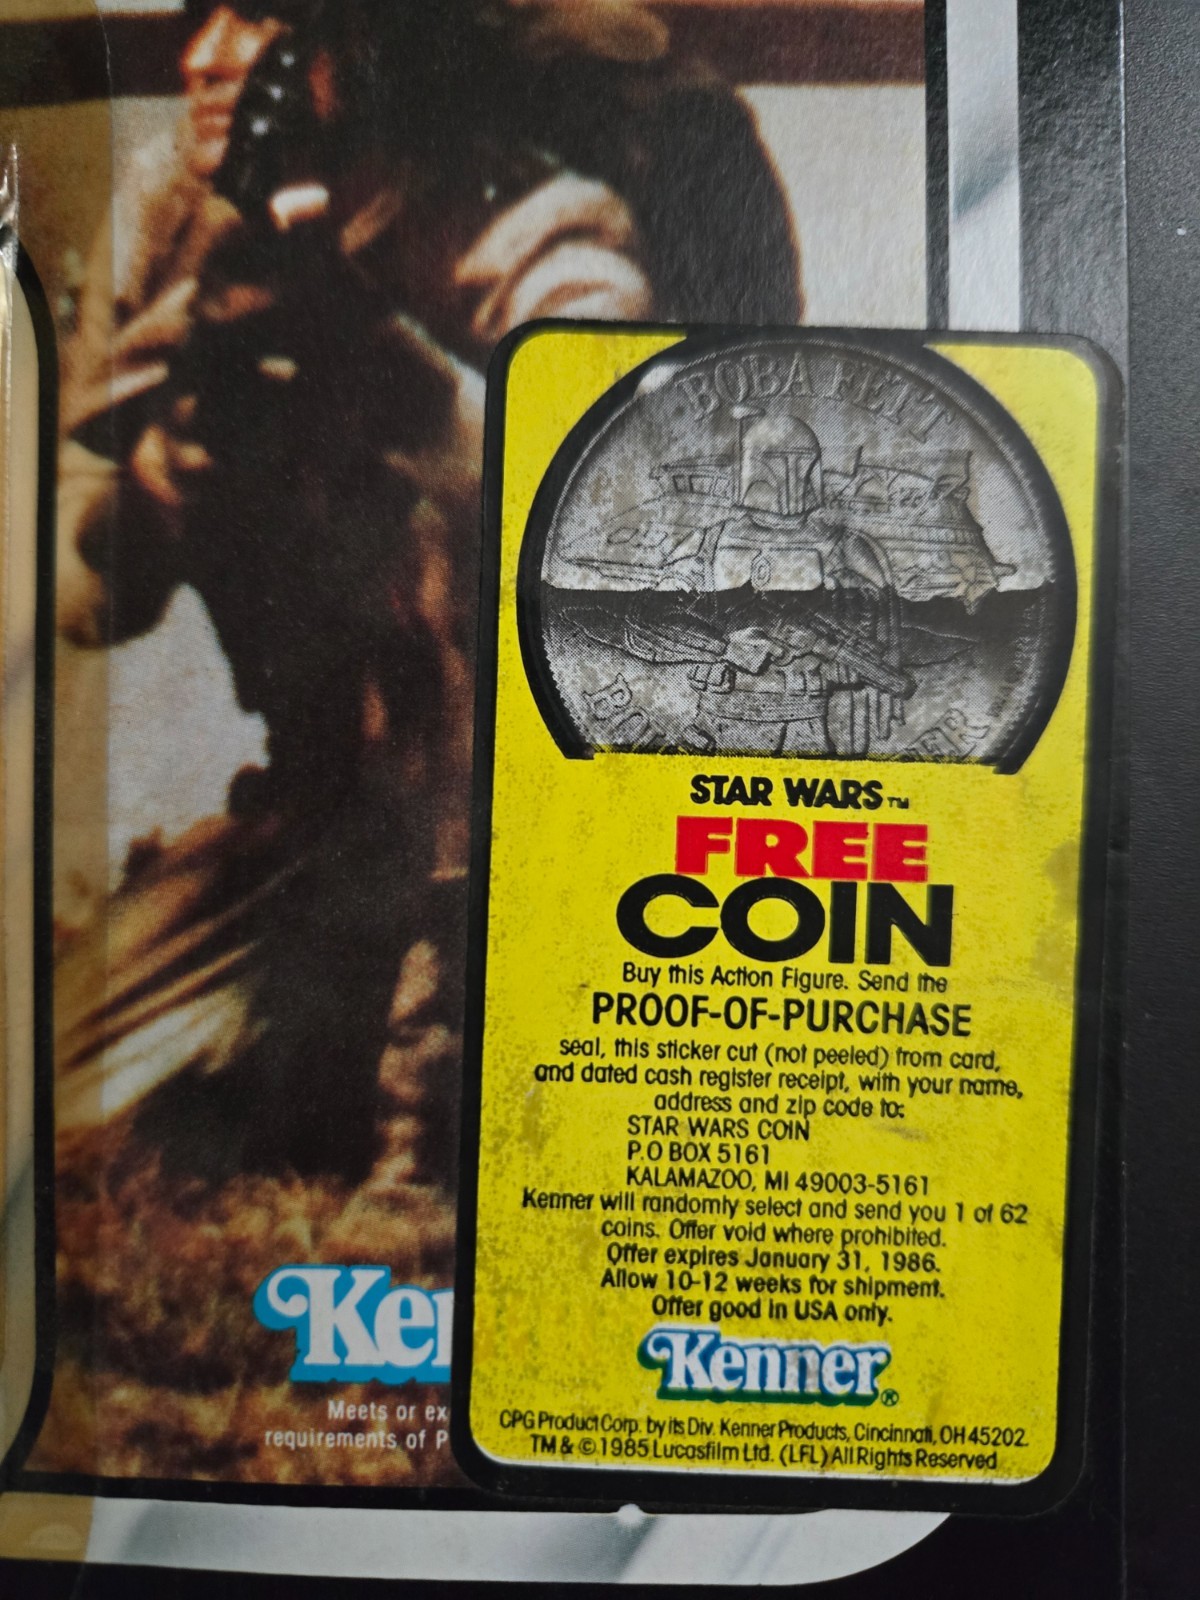 BOBA FETT
STAR WARS TM
FREE
COIN
Buy this Action Figure. Send the
PROOF-OF-PURCHASE
seal, this sticker cut (not peeled) from card,
and dated cash register receipt, with your name,
address and zip code to:
STAR WARS COIN
P.O BOX 5161
KALAMAZOO, MI 49003-5161
Kenner will randomly select and send you 1 of 62
coins. Offer void where prohibited.
Offer expires January 31, 1986.
Allow 10-12 weeks for shipment.
Offer good in USA only.
Kenner ®
CPG Product Corp. by its Div. Kenner Products, Cincinnati, OH 45202.
TM & © 1985 Lucasfilm Ltd. (LFL) All Rights Reserved
Ken
Meets or ex
requirements of P